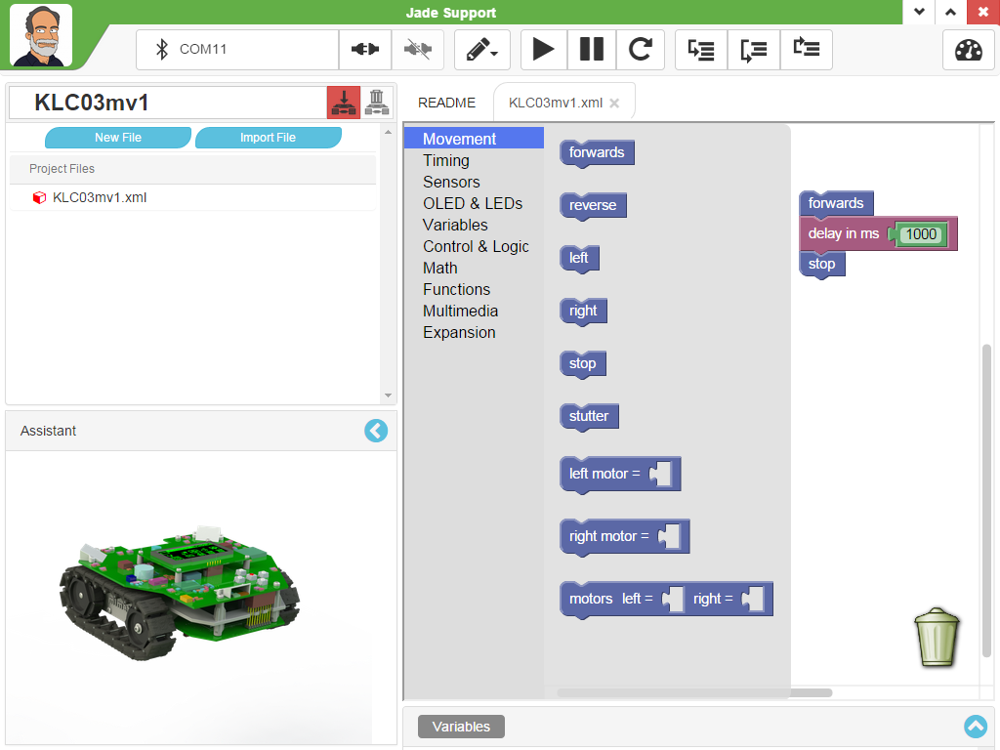 Jade Support
COM11
KLC03mv1
New File
Import File
Project Files
KLC03mv1.xml
Assistant
README
KLC03mv1.xml
Movement
Timing
Sensors
OLED & LEDs
Variables
Control & Logic
Math
Functions
Multimedia
Expansion
forwards
reverse
left
right
stop
stutter
left motor =
right motor =
motors left = right =
forwards
delay in ms 1000
stop
Variables